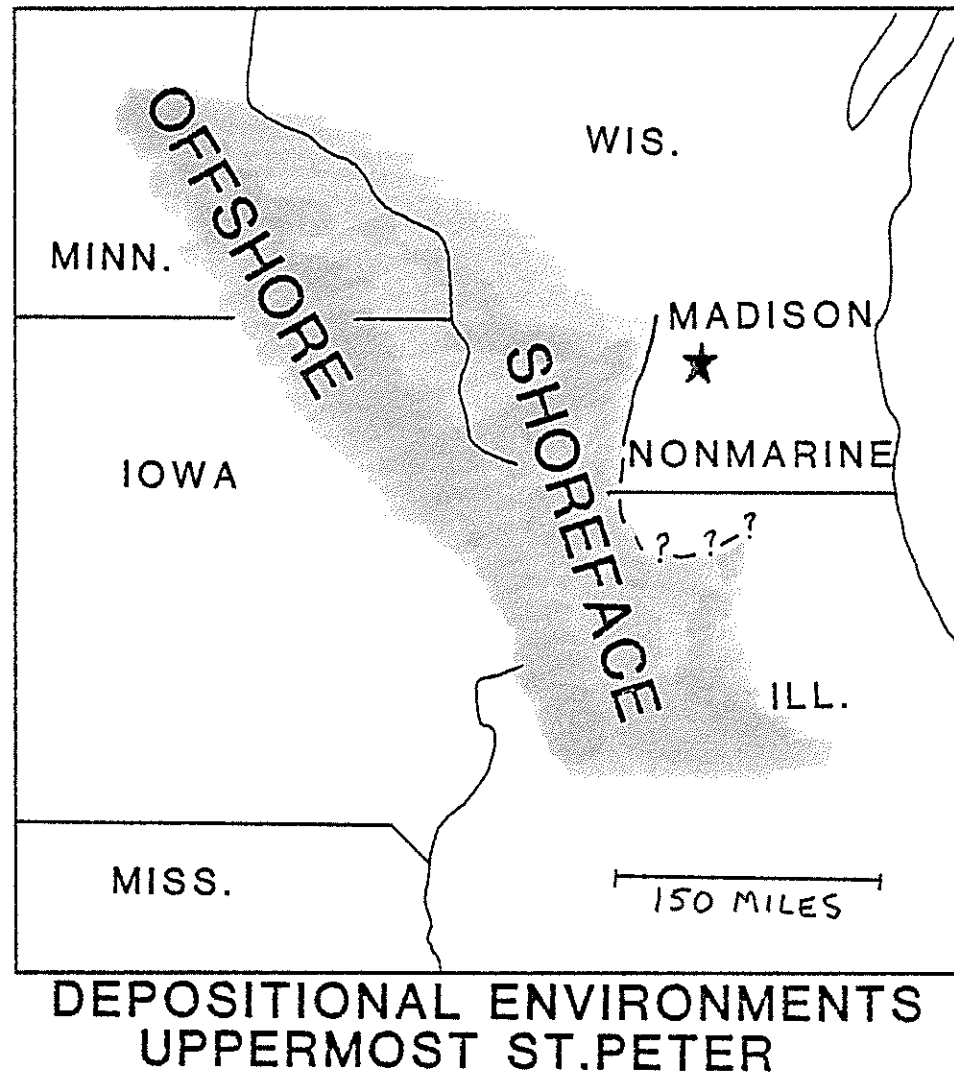 OFFSHORE
WIS.
MINN.
MADISON
SHOREFACE
NONMARINE
IOWA
? ? ?
ILL.
MISS.
150 MILES
DEPOSITIONAL ENVIRONMENTS
UPPERMOST ST.PETER